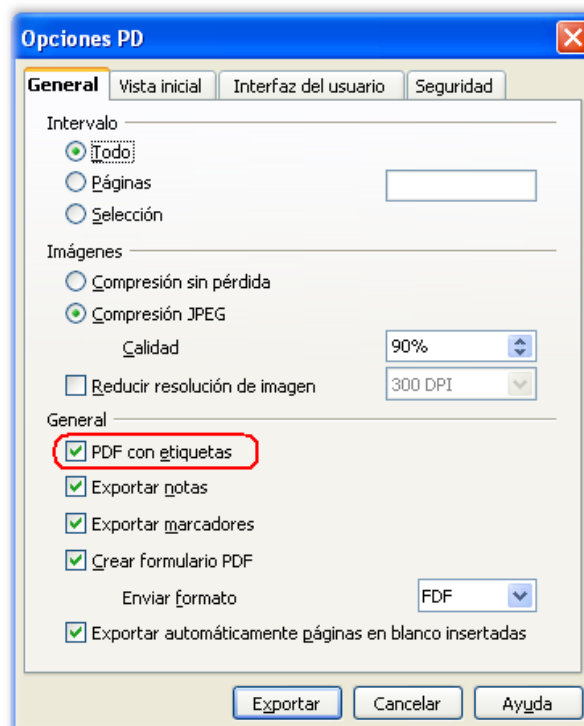 Opciones PD
General Vista inicial Interfaz del usuario Seguridad
Intervalo
Todo
Páginas
Selección
Imágenes
Compresión sin pérdida
Compresión JPEG
Calidad 90%
Reducir resolución de imagen 300 DPI
General
PDF con etiquetas
Exportar notas
Exportar marcadores
Crear formulario PDF
Enviar formato FDF
Exportar automáticamente páginas en blanco insertadas
Exportar Cancelar Ayuda